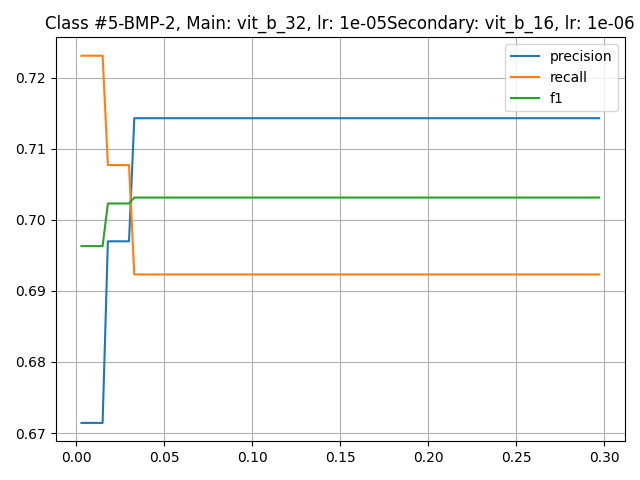 Class #5-BMP-2, Main: vit_b_32, lr: 1e-05Secondary: vit_b_16, lr: 1e-06
precision
recall
f1
0.72
0.71
0.70
0.69
0.68
0.67
0.00 0.05 0.10 0.15 0.20 0.25 0.30